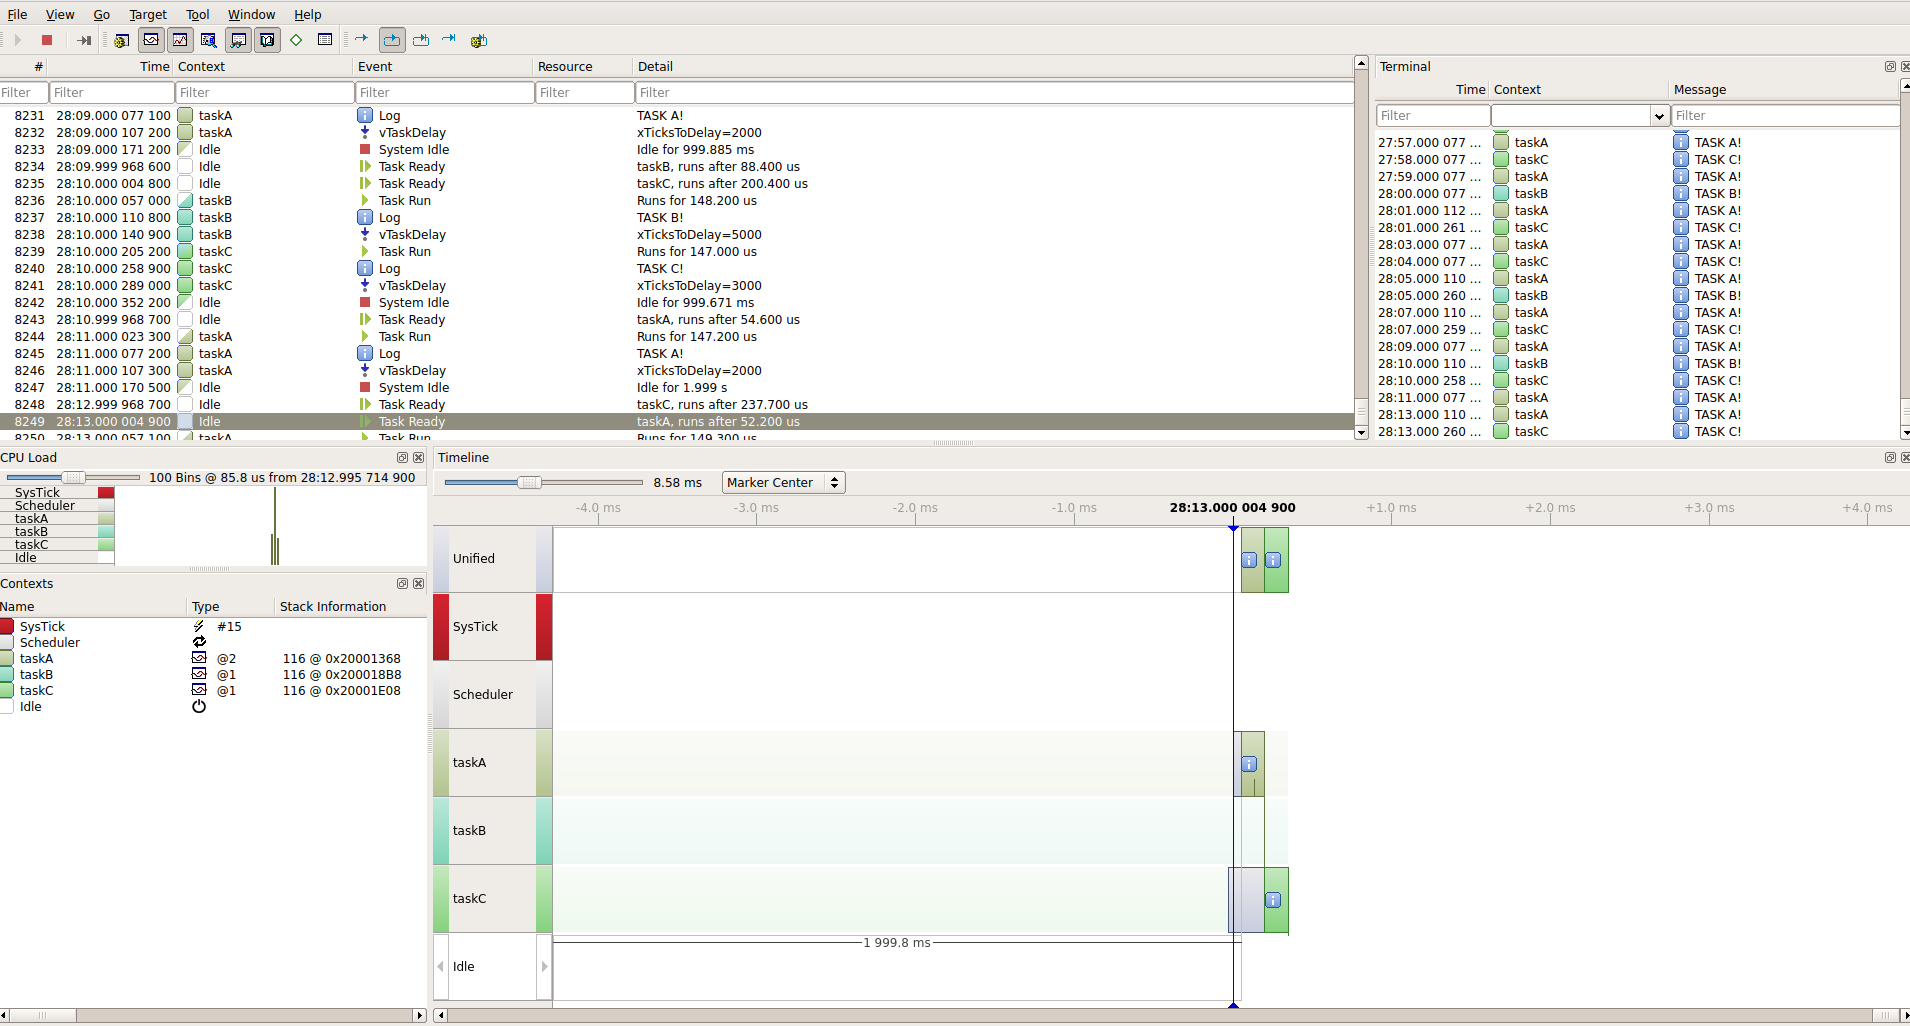 File View Go Target Tool Window Help
# Time Context Event Resource Detail
Filter Filter Filter Filter Filter Filter
8231 28:09.000 077 100 taskA Log TASK A!
8232 28:09.000 107 200 taskA vTaskDelay xTicksToDelay=2000
8233 28:09.000 171 200 Idle System Idle Idle for 999.885 ms
8234 28:09.999 968 600 Idle Task Ready taskB, runs after 88.400 us
8235 28:10.000 004 800 Idle Task Ready taskC, runs after 200.400 us
8236 28:10.000 057 000 taskB Task Run Runs for 148.200 us
8237 28:10.000 110 800 taskB Log TASK B!
8238 28:10.000 140 900 taskB vTaskDelay xTicksToDelay=5000
8239 28:10.000 205 200 taskC Task Run Runs for 147.000 us
8240 28:10.000 258 900 taskC Log TASK C!
8241 28:10.000 289 000 taskC vTaskDelay xTicksToDelay=3000
8242 28:10.000 352 200 Idle System Idle Idle for 999.671 ms
8243 28:10.999 968 700 Idle Task Ready taskA, runs after 54.600 us
8244 28:11.000 023 300 taskA Task Run Runs for 147.200 us
8245 28:11.000 077 200 taskA Log TASK A!
8246 28:11.000 107 300 taskA vTaskDelay xTicksToDelay=2000
8247 28:11.000 170 500 Idle System Idle Idle for 1.999 s
8248 28:12.999 968 700 Idle Task Ready taskC, runs after 237.700 us
8249 28:13.000 004 900 Idle Task Ready taskA, runs after 52.200 us
8250 28:13.000 057 100 taskA Task Run Runs for 149.300 us
Terminal
Time Context Message
Filter Filter
27:57.000 077 ... taskA TASK A!
27:58.000 077 ... taskC TASK C!
27:59.000 077 ... taskA TASK A!
28:00.000 077 ... taskB TASK B!
28:01.000 112 ... taskA TASK A!
28:01.000 261 ... taskC TASK C!
28:03.000 077 ... taskA TASK A!
28:04.000 077 ... taskC TASK C!
28:05.000 110 ... taskA TASK A!
28:05.000 260 ... taskB TASK B!
28:07.000 110 ... taskA TASK A!
28:07.000 259 ... taskC TASK C!
28:09.000 077 ... taskA TASK A!
28:10.000 110 ... taskB TASK B!
28:10.000 258 ... taskC TASK C!
28:11.000 077 ... taskA TASK A!
28:13.000 110 ... taskA TASK A!
28:13.000 260 ... taskC TASK C!
CPU Load
100 Bins @ 85.8 us from 28:12.995 714 900
SysTick
Scheduler
taskA
taskB
taskC
Idle
Contexts
Name Type Stack Information
SysTick #15
Scheduler
taskA @2 116 @ 0x20001368
taskB @1 116 @ 0x200018B8
taskC @1 116 @ 0x20001E08
Idle
Timeline
8.58 ms Marker Center
-4.0 ms -3.0 ms -2.0 ms -1.0 ms 28:13.000 004 900 +1.0 ms +2.0 ms +3.0 ms +4.0 ms
Unified
SysTick
Scheduler
taskA
taskB
taskC
1 999.8 ms
Idle